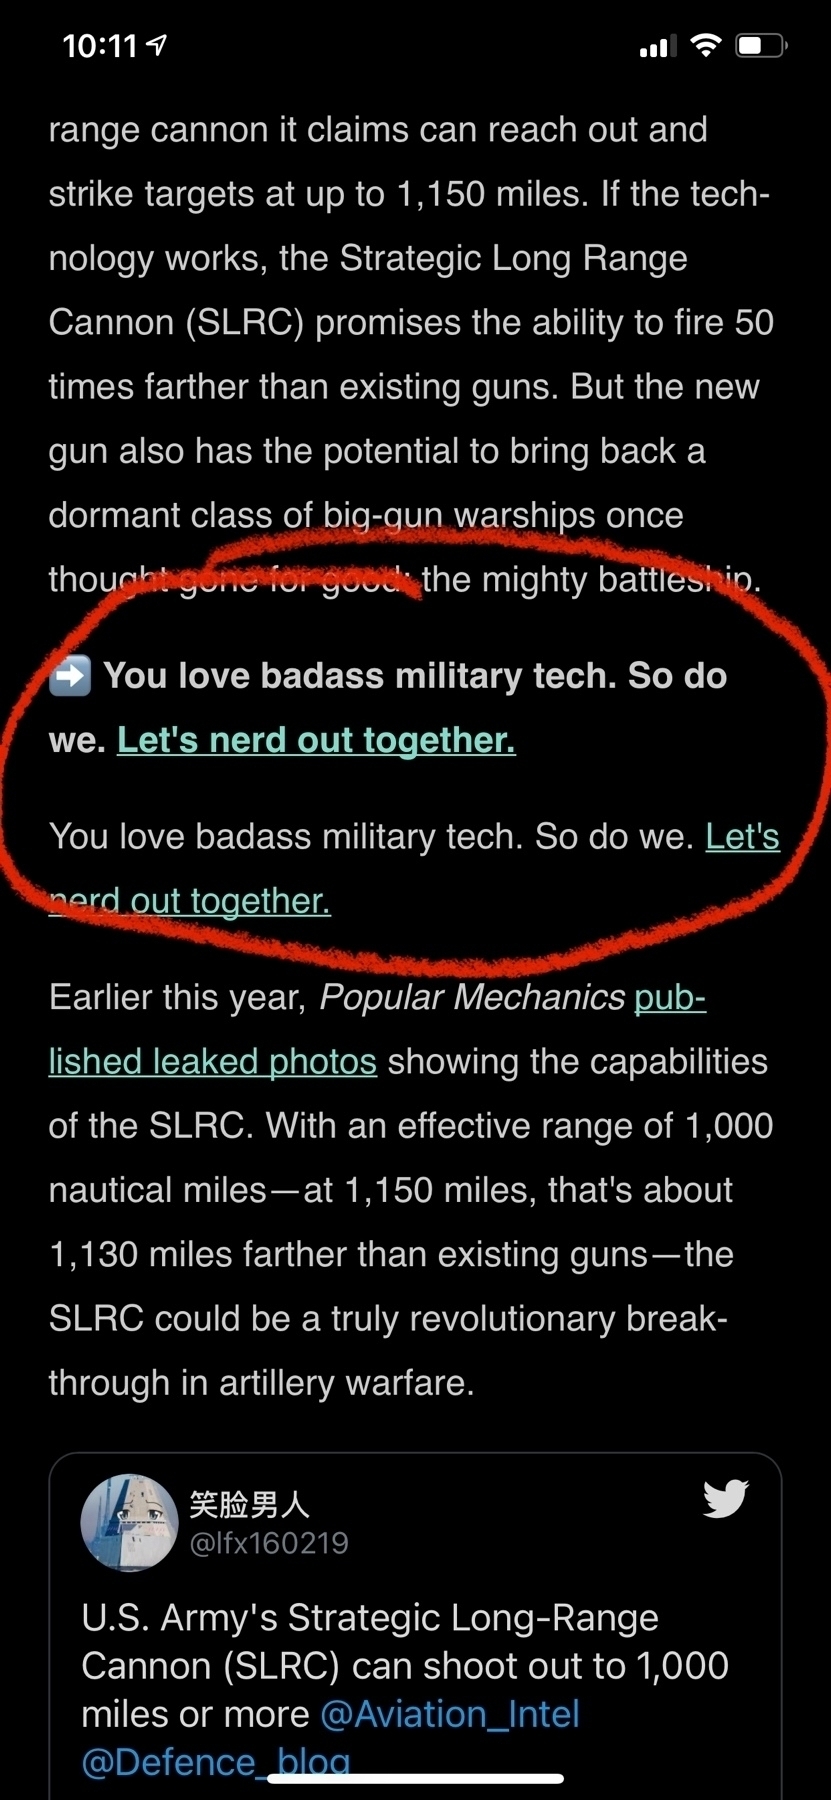 10:11
range cannon it claims can reach out and
strike targets at up to 1,150 miles. If the tech-
nology works, the Strategic Long Range
Cannon (SLRC) promises the ability to fire 50
times farther than existing guns. But the new
gun also has the potential to bring back a
dormant class of big-gun warships once
thought gone for good: the mighty battleship.
➡️ You love badass military tech. So do
we. Let's nerd out together.
You love badass military tech. So do we. Let's
nerd out together.
Earlier this year, Popular Mechanics pub-
lished leaked photos showing the capabilities
of the SLRC. With an effective range of 1,000
nautical miles—at 1,150 miles, that's about
1,130 miles farther than existing guns—the
SLRC could be a truly revolutionary break-
through in artillery warfare.
笑脸男人
@lfx160219
U.S. Army's Strategic Long-Range
Cannon (SLRC) can shoot out to 1,000
miles or more @Aviation_Intel
@Defence_blog